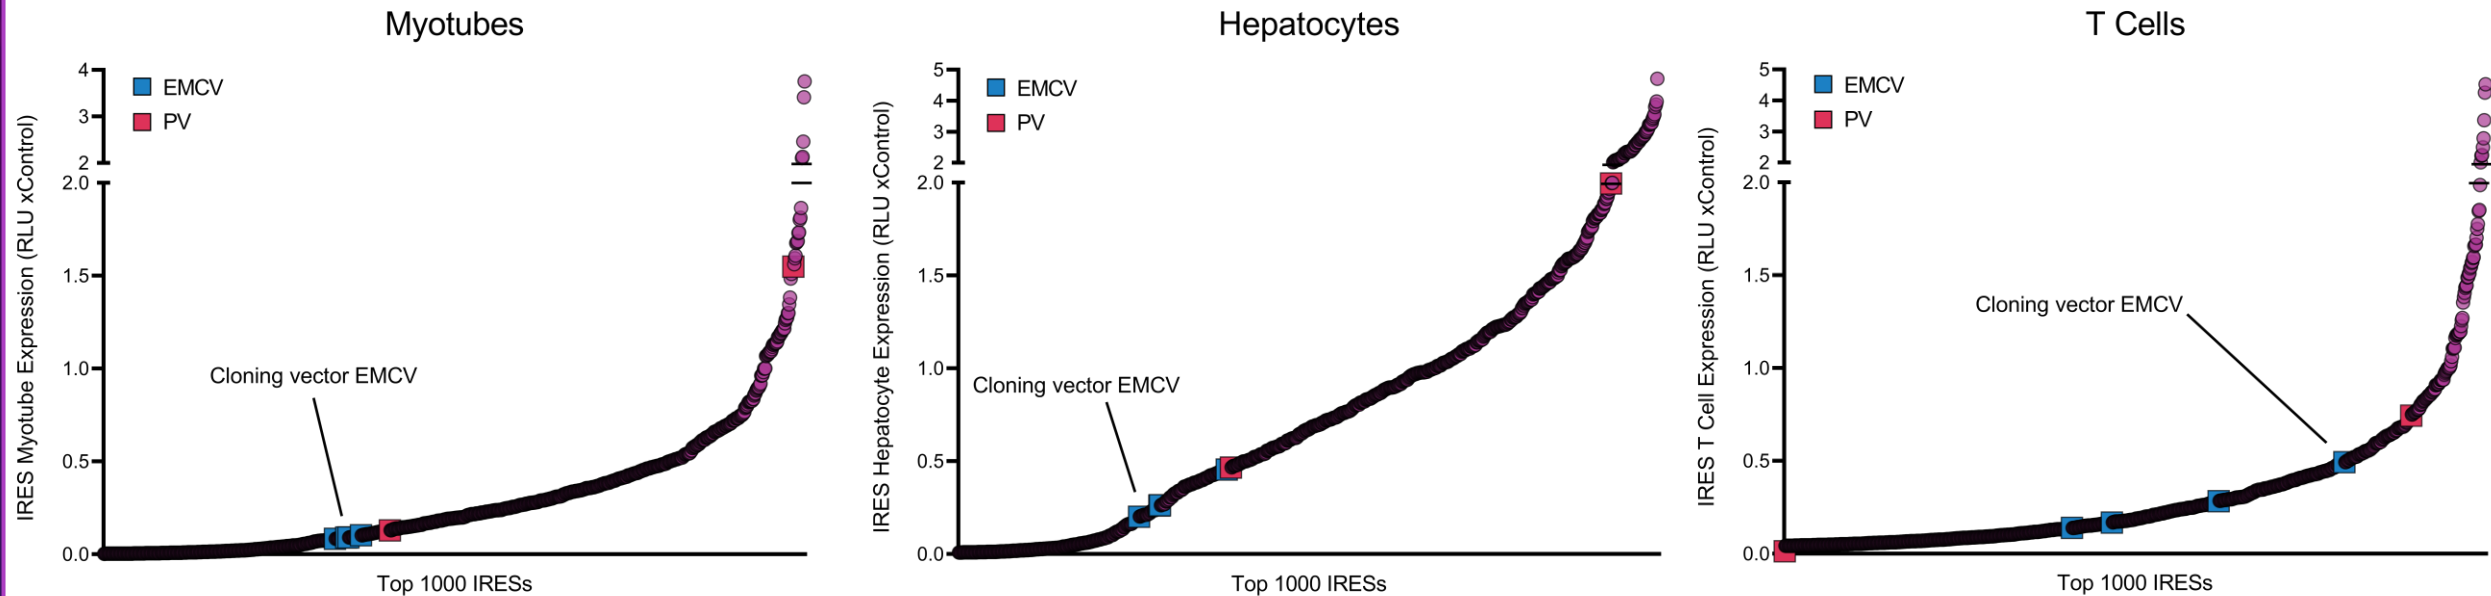 Myotubes
IRES Myotube Expression (RLU xControl)
4
3
2
2.0
1.5
1.0
0.5
0.0
EMCV
PV
Cloning vector EMCV
Top 1000 IRESs
Hepatocytes
IRES Hepatocyte Expression (RLU xControl)
5
4
3
2
2.0
1.5
1.0
0.5
0.0
EMCV
PV
Cloning vector EMCV
Top 1000 IRESs
T Cells
IRES T Cell Expression (RLU xControl)
5
4
3
2
2.0
1.5
1.0
0.5
0.0
EMCV
PV
Cloning vector EMCV
Top 1000 IRESs